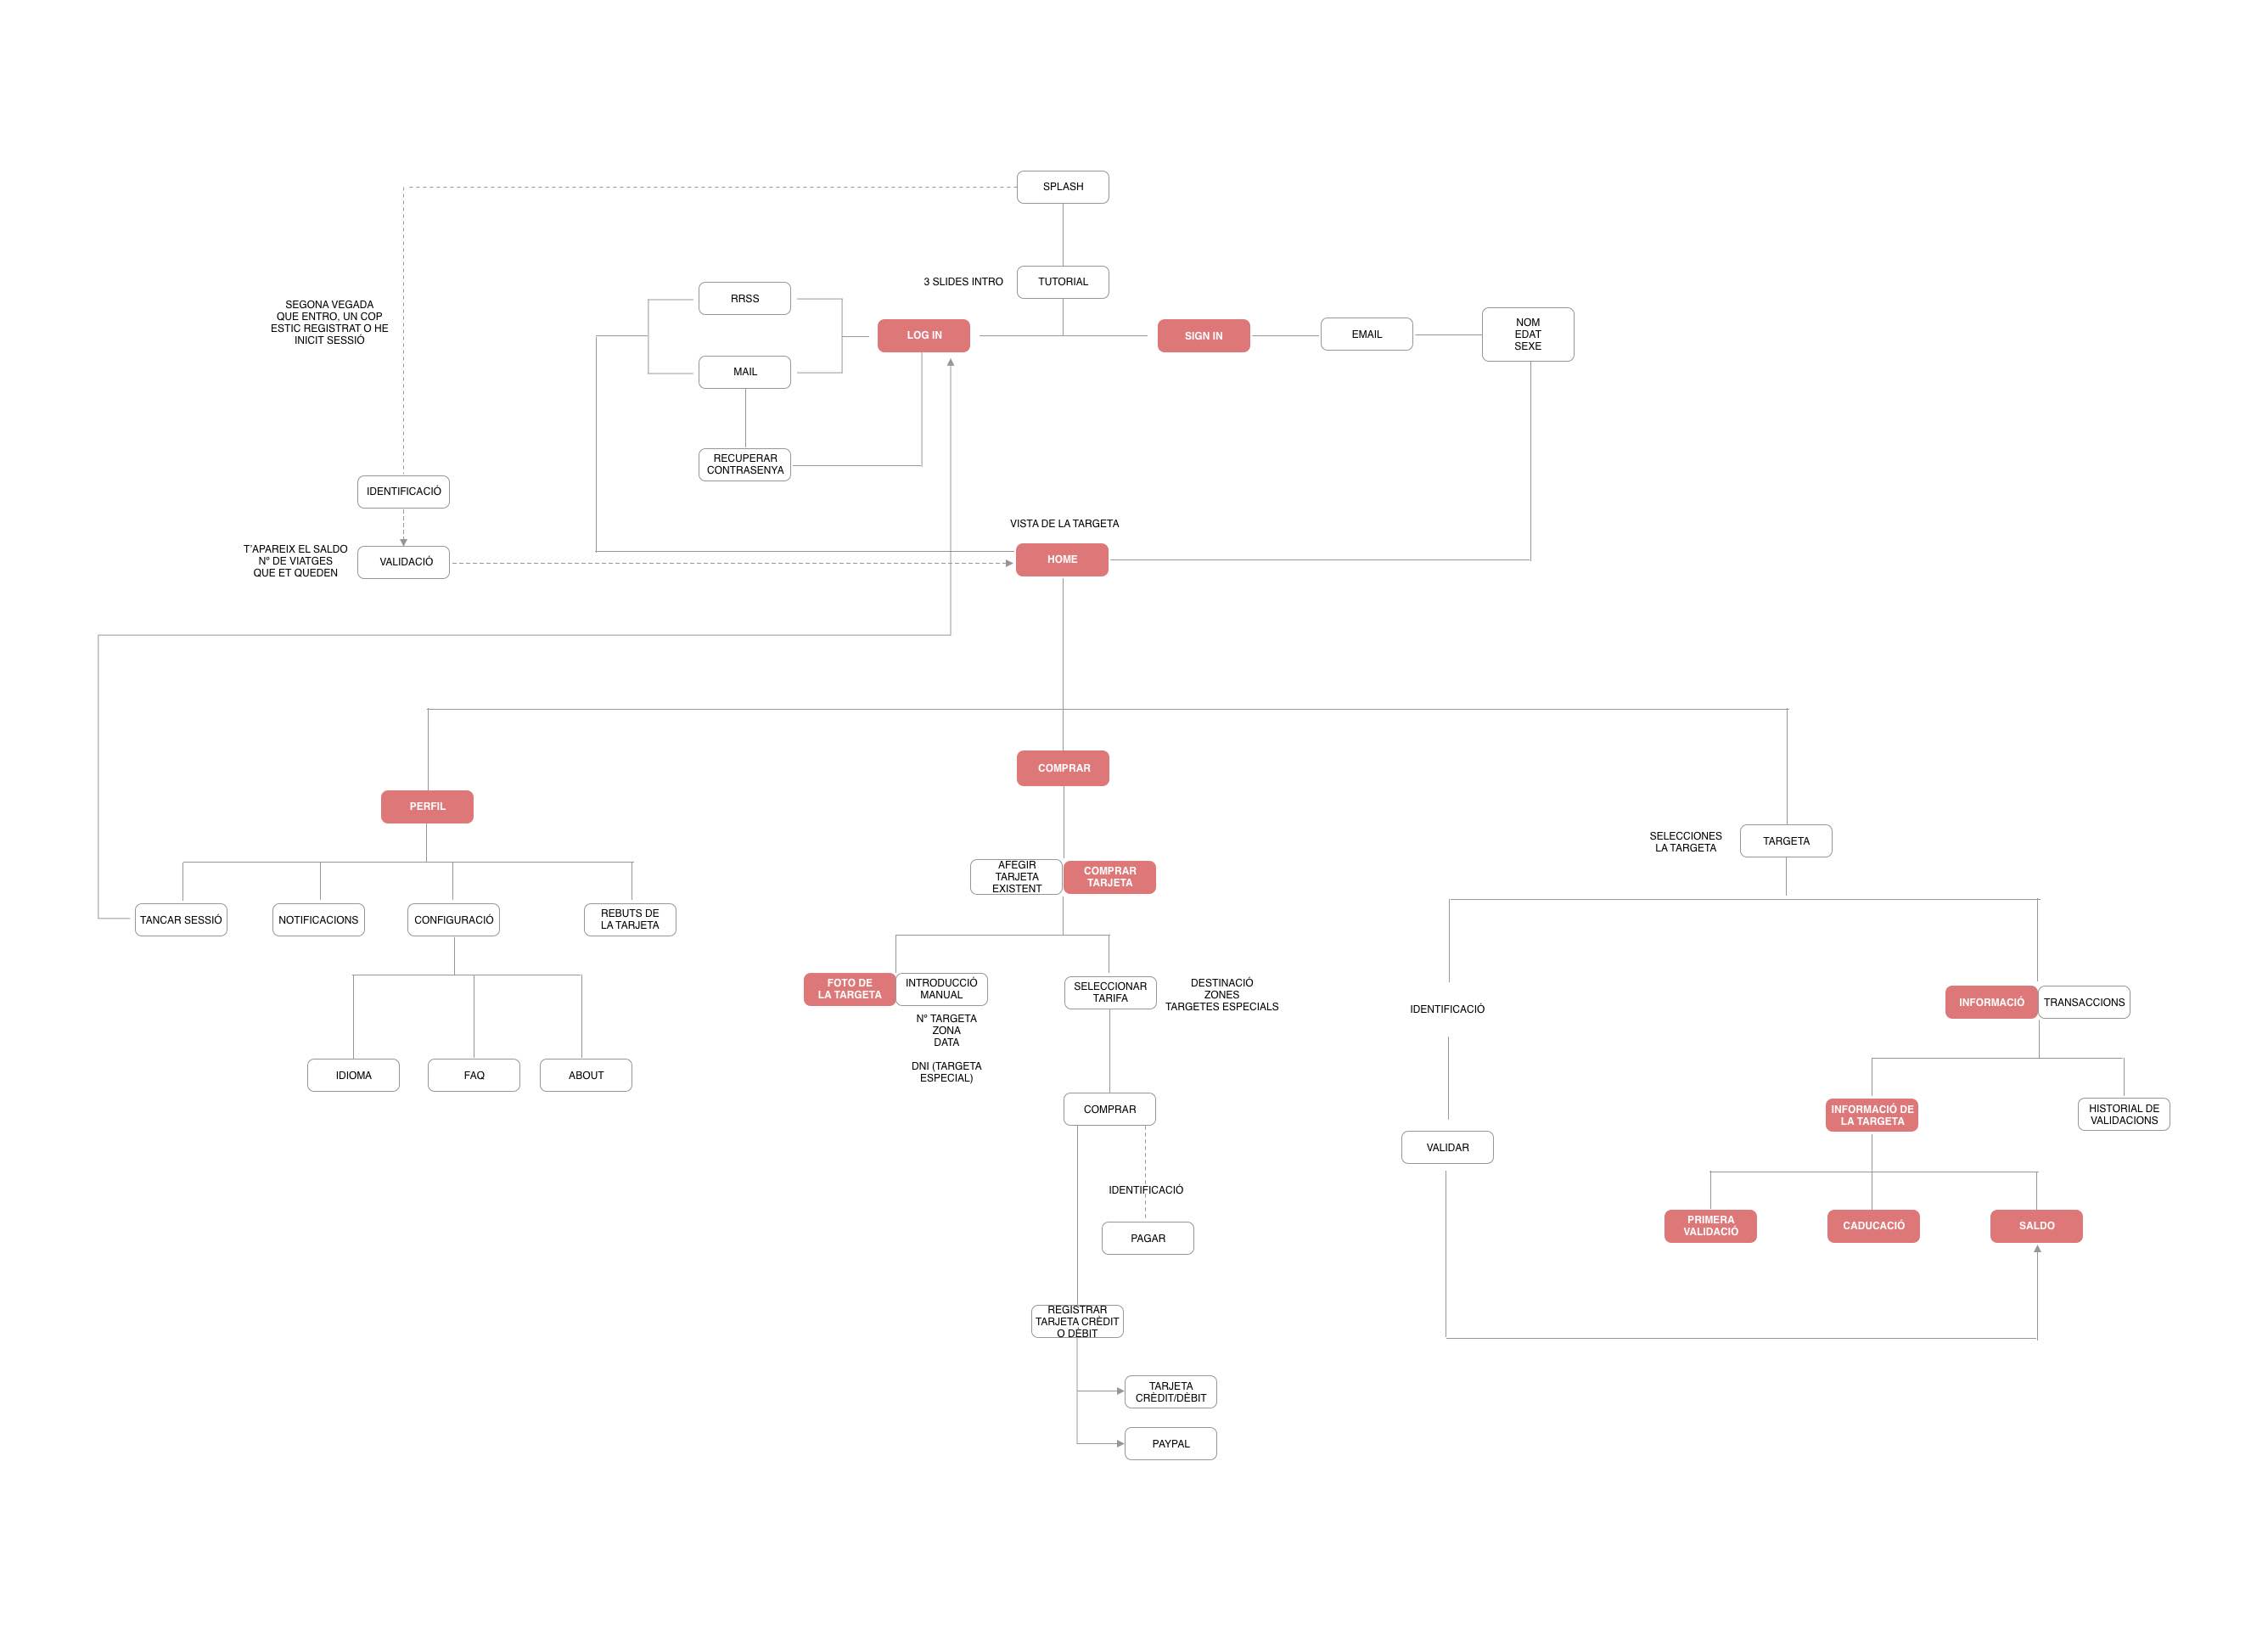 SPLASH
3 SLIDES INTRO
TUTORIAL
SEGONA VEGADA
QUE ENTRO, UN COP
ESTIC REGISTRAT O HE
INICIT SESSIÓ
RRSS
MAIL
LOG IN
SIGN IN
EMAIL
NOM
EDAT
SEXE
RECUPERAR
CONTRASENYA
IDENTIFICACIÓ
T'APAREIX EL SALDO
Nº DE VIATGES
QUE ET QUEDEN
VALIDACIÓ
VISTA DE LA TARGETA
HOME
PERFIL
TANCAR SESSIÓ
NOTIFICACIONS
CONFIGURACIÓ
REBUTS DE
LA TARJETA
IDIOMA
FAQ
ABOUT
COMPRAR
AFEGIR
TARJETA
EXISTENT
COMPRAR
TARJETA
FOTO DE
LA TARGETA
INTRODUCCIÓ
MANUAL
Nº TARGETA
ZONA
DATA
DNI (TARGETA
ESPECIAL)
SELECCIONAR
TARIFA
DESTINACIÓ
ZONES
TARGETES ESPECIALS
COMPRAR
IDENTIFICACIÓ
PAGAR
REGISTRAR
TARJETA CRÈDIT
O DÈBIT
TARJETA
CRÈDIT/DÈBIT
PAYPAL
SELECCIONES
LA TARGETA
TARGETA
IDENTIFICACIÓ
VALIDAR
INFORMACIÓ
TRANSACCIONS
INFORMACIÓ DE
LA TARGETA
HISTORIAL DE
VALIDACIONS
PRIMERA
VALIDACIÓ
CADUCACIÓ
SALDO